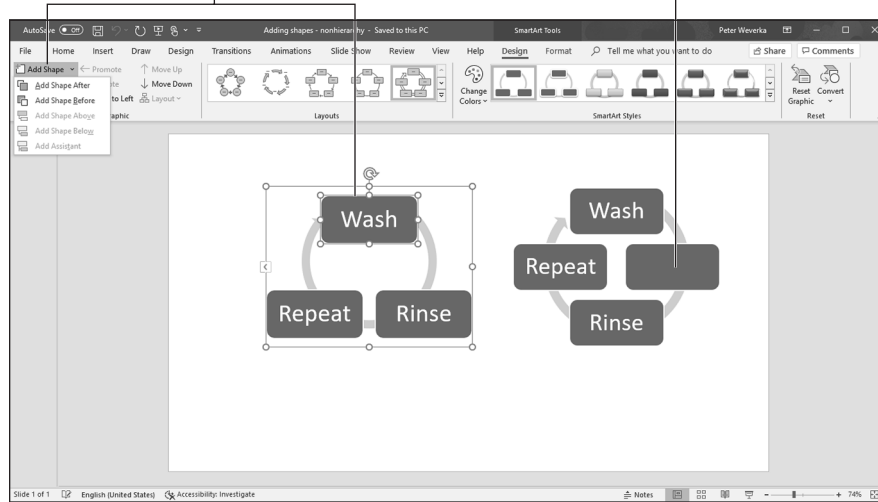 AutoSave Off Adding shapes - nonhierarchy - Saved to this PC SmartArt Tools Peter Weverka
File Home Insert Draw Design Transitions Animations Slide Show Review View Help Design Format Tell me what you want to do Share Comments
Add Shape Promote Move Up
Add Shape After Move Down
Add Shape Before to Left Layout
Add Shape Above
Add Shape Below
Add Assistant
Change Colors
Reset Graphic
Convert
Layouts SmartArt Styles Reset
Wash
Repeat Rinse
Wash
Repeat
Rinse
Slide 1 of 1 English (United States) Accessibility: Investigate Notes 74%